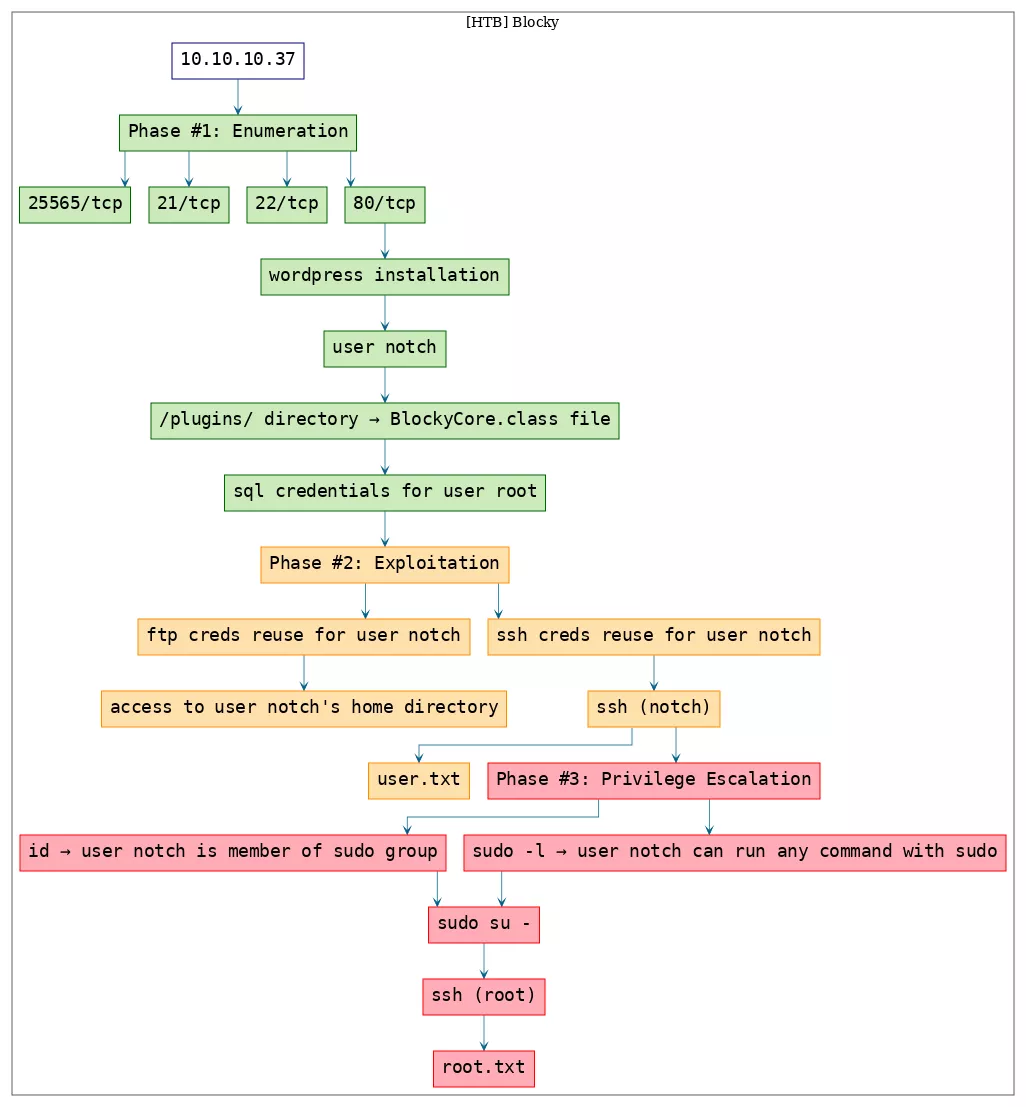 [HTB] Blocky
10.10.10.37
Phase #1: Enumeration
25565/tcp
21/tcp
22/tcp
80/tcp
wordpress installation
user notch
/plugins/ directory → BlockyCore.class file
sql credentials for user root
Phase #2: Exploitation
ftp creds reuse for user notch
ssh creds reuse for user notch
access to user notch's home directory
ssh (notch)
user.txt
Phase #3: Privilege Escalation
id → user notch is member of sudo group
sudo -l → user notch can run any command with sudo
sudo su -
ssh (root)
root.txt